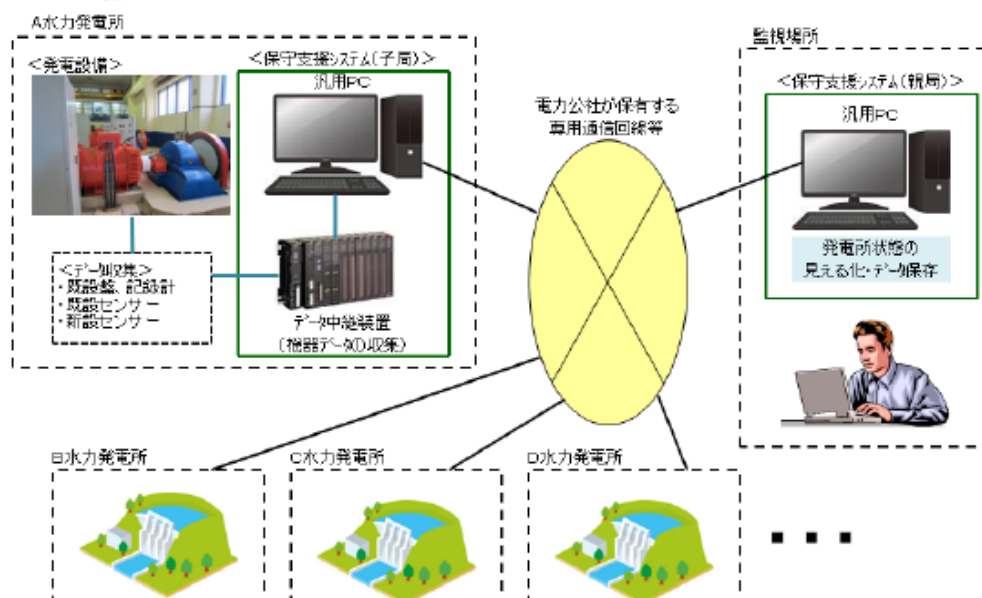 A水力発電所
<発電設備>
<保守支援システム(子局)>
汎用PC
<データ収集>
・既設盤、記録計
・既設センサー
・新設センサー
データ中継装置
(機器データの収集)
電力公社が保有する
専用通信回線等
監視場所
<保守支援システム(親局)>
汎用PC
発電所状態の
見える化・データ保存
B水力発電所
C水力発電所
D水力発電所